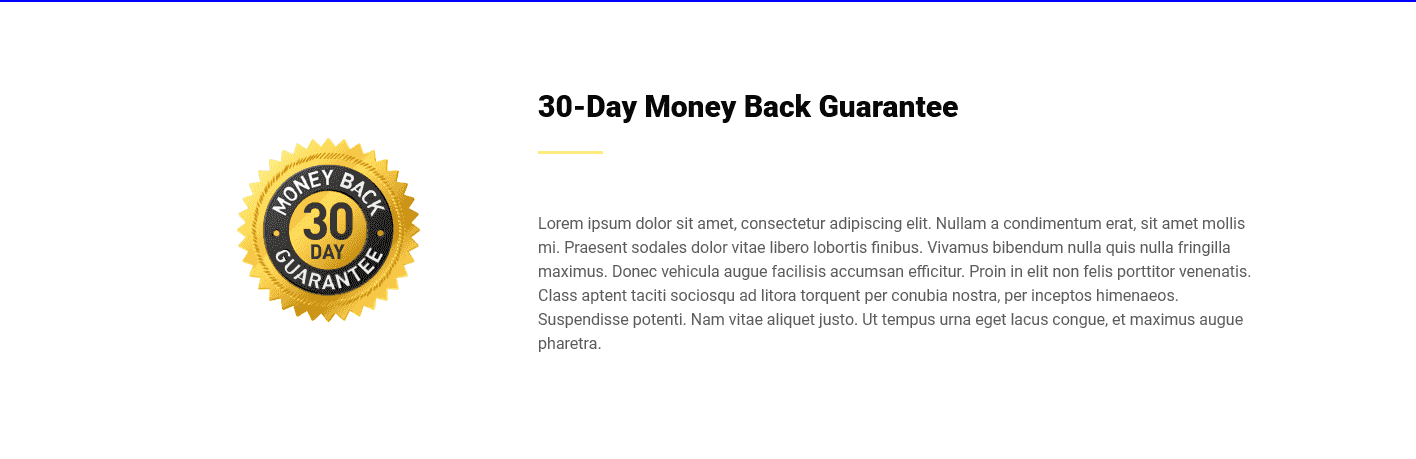 30-Day Money Back Guarantee
MONEY BACK
30
DAY
GUARANTEE
Lorem ipsum dolor sit amet, consectetur adipiscing elit. Nullam a condimentum erat, sit amet mollis
mi. Praesent sodales dolor vitae libero lobortis finibus. Vivamus bibendum nulla quis nulla fringilla
maximus. Donec vehicula augue facilisis accumsan efficitur. Proin in elit non felis porttitor venenatis.
Class aptent taciti sociosqu ad litora torquent per conubia nostra, per inceptos himenaeos.
Suspendisse potenti. Nam vitae aliquet justo. Ut tempus urna eget lacus congue, et maximus augue
pharetra.